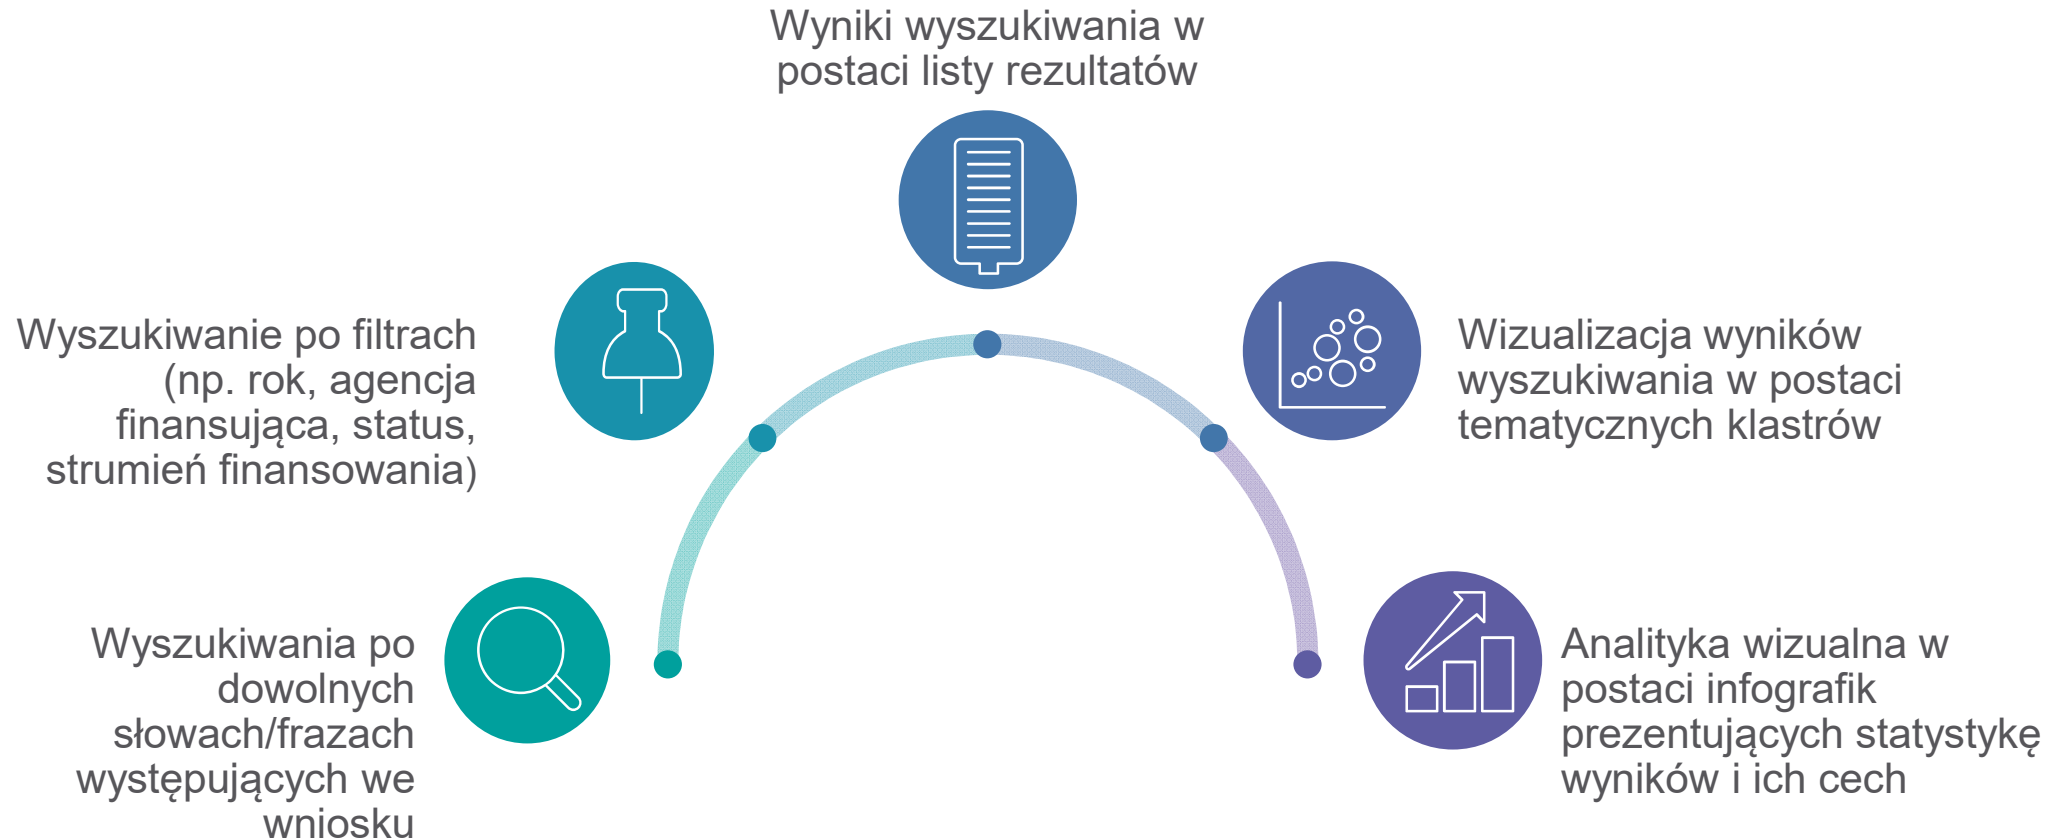 Wyniki wyszukiwania w
postaci listy rezultatów
Wyszukiwanie po filtrach
(np. rok, agencja
finansująca, status,
strumień finansowania)
Wizualizacja wyników
wyszukiwania w postaci
tematycznych klastrów
Wyszukiwania po
dowolnych
słowach/frazach
występujących we
wniosku
Analityka wizualna w
postaci infografik
prezentujących statystykę
wyników i ich cech